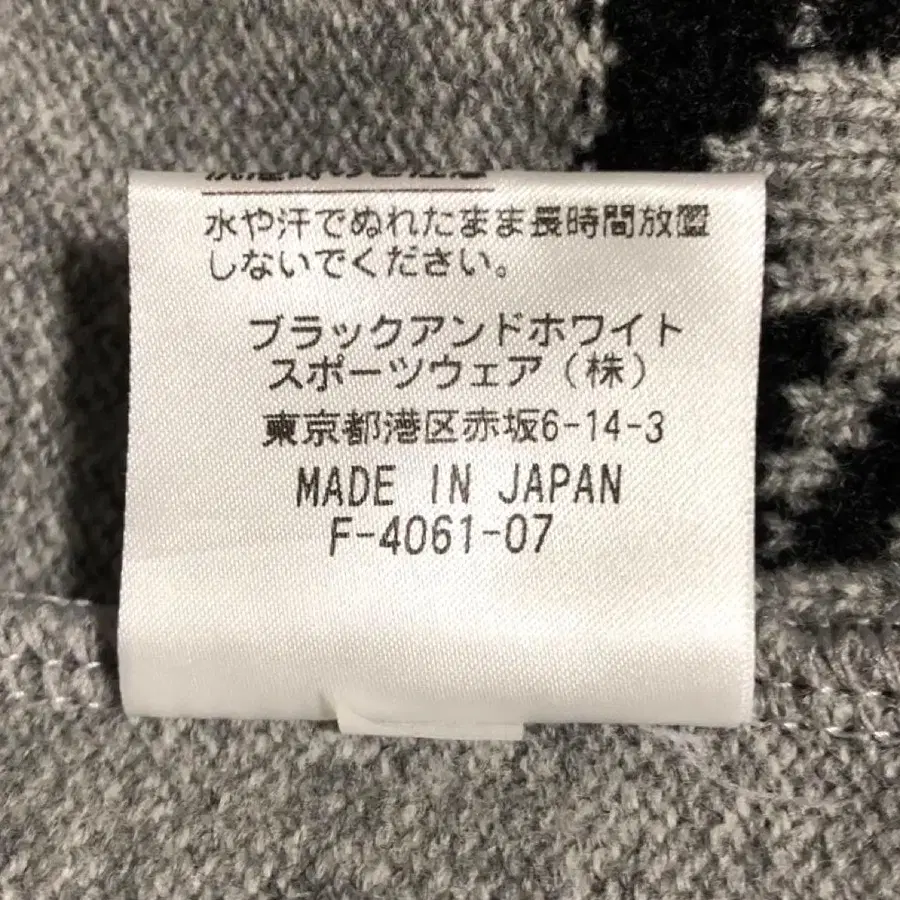 水や汗でぬれたまま長時間放置
しないでください。
ブラックアンドホワイト
スポーツウェア（株）
東京都港区赤坂6-14-3
MADE IN JAPAN
F-4061-07